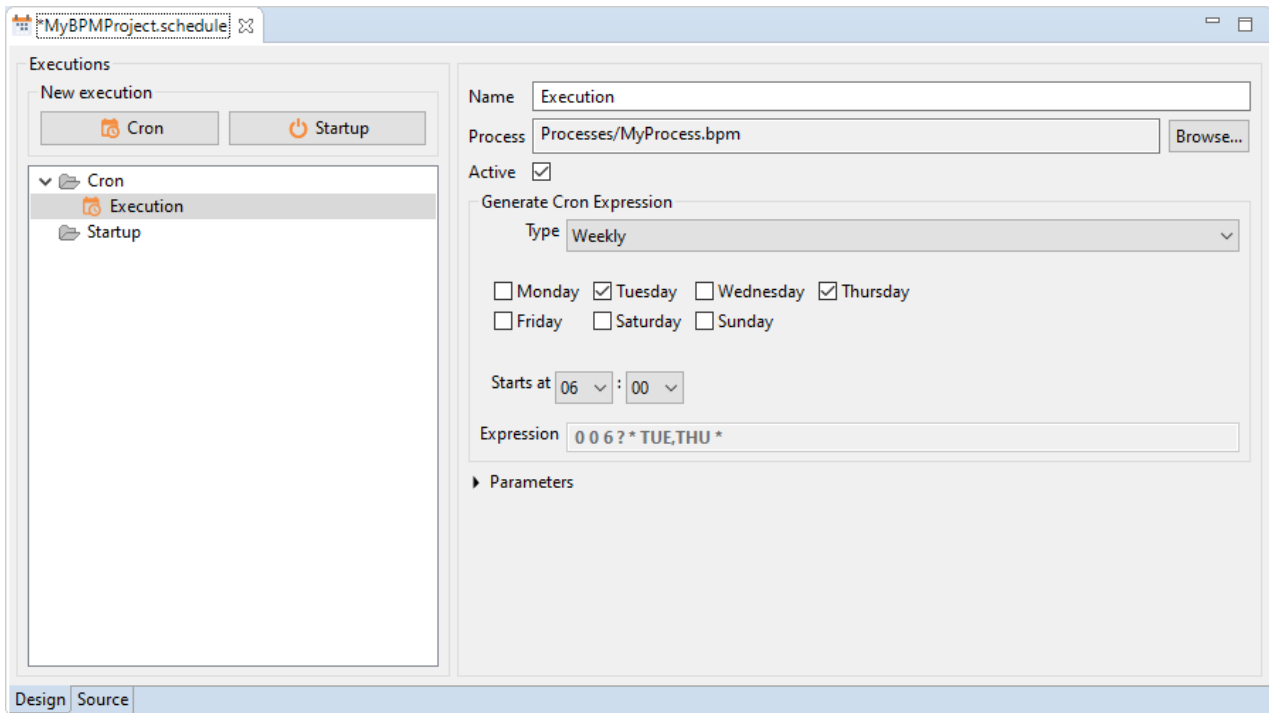 *MyBPMProject.schedule
Executions
New execution
Cron Startup
Cron
Execution
Startup
Name Execution
Process Processes/MyProcess.bpm Browse...
Active
Generate Cron Expression
Type Weekly
Monday Tuesday Wednesday Thursday
Friday Saturday Sunday
Starts at 06 : 00
Expression 0 0 6 ? * TUE,THU *
Parameters
Design Source